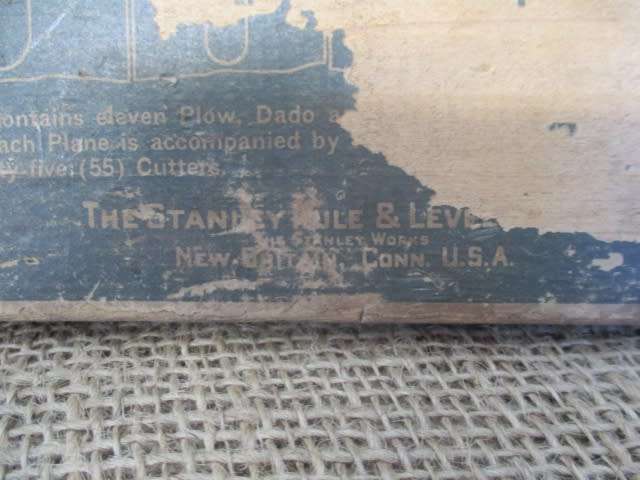 ontains eleven Plow, Dado a
ach Plane is accompanied by
y-five (55) Cutters.
THE STANLEY RULE & LEVE
THE STANLEY WORKS
NEW BRITAIN, CONN. U.S.A.